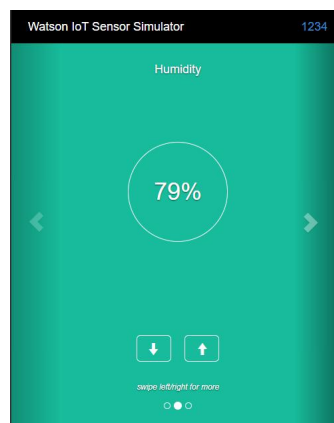 Watson IoT Sensor Simulator 1234
Humidity
79%
swipe left/right for more